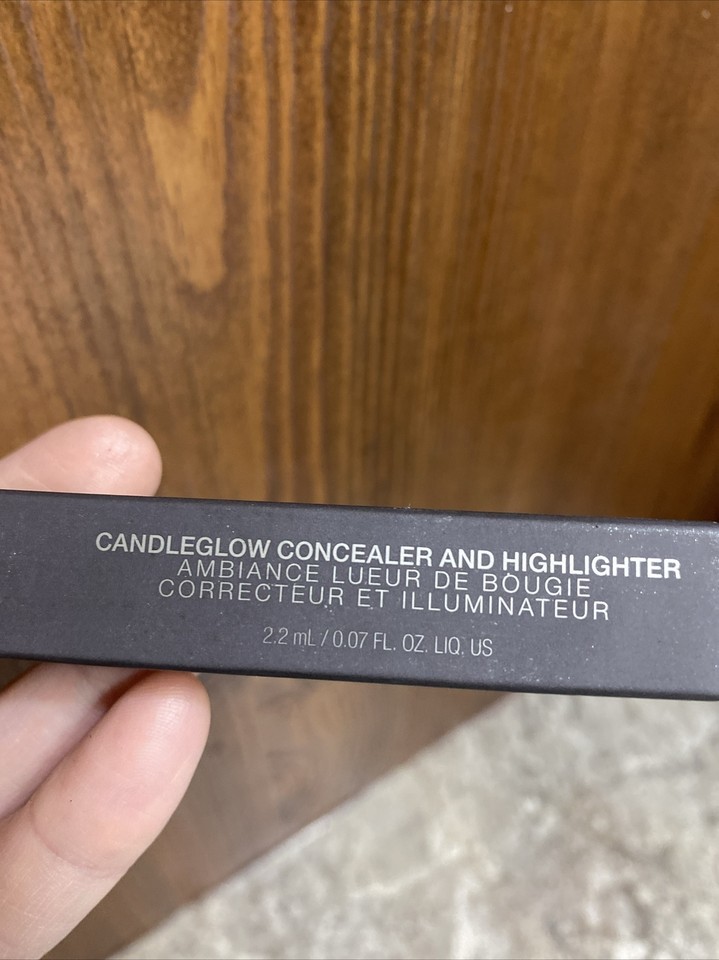 CANDLEGLOW CONCEALER AND HIGHLIGHTER
AMBIANCE LUEUR DE BOUGIE
CORRECTEUR ET ILLUMINATEUR
2.2 mL / 0.07 FL. OZ. LIQ. US